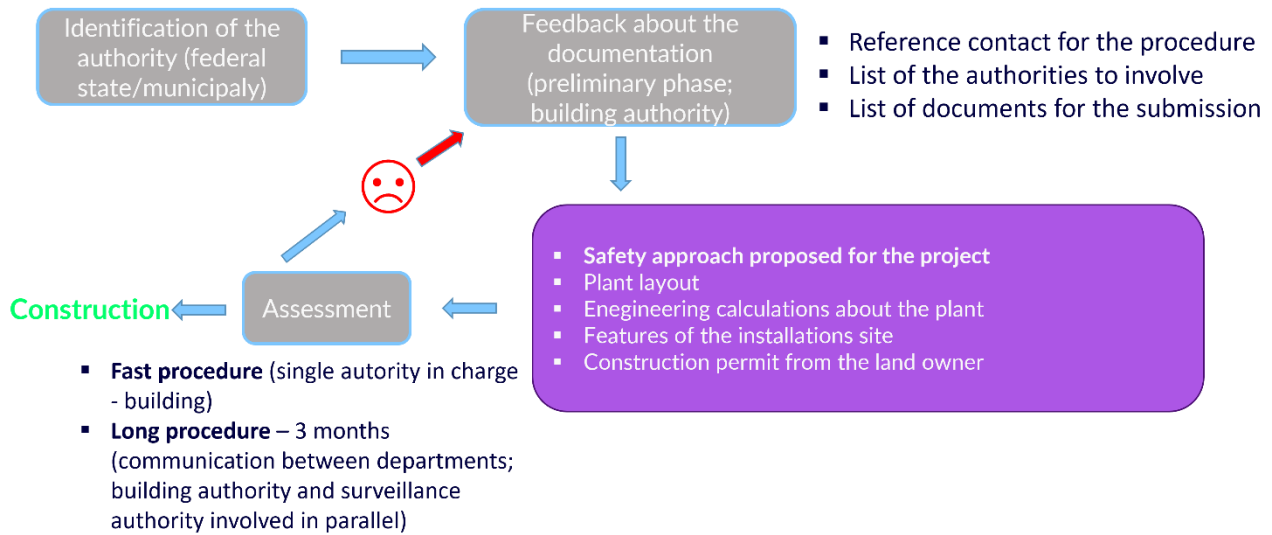 Identification of the
authority (federal
state/municipaly)
Feedback about the
documentation
(preliminary phase;
building authority)
▪ Reference contact for the procedure
▪ List of the authorities to involve
▪ List of documents for the submission
▪ Safety approach proposed for the project
▪ Plant layout
▪ Enegineering calculations about the plant
▪ Features of the installations site
▪ Construction permit from the land owner
Assessment
Construction
▪ Fast procedure (single autority in charge
- building)
▪ Long procedure – 3 months
(communication between departments;
building authority and surveillance
authority involved in parallel)